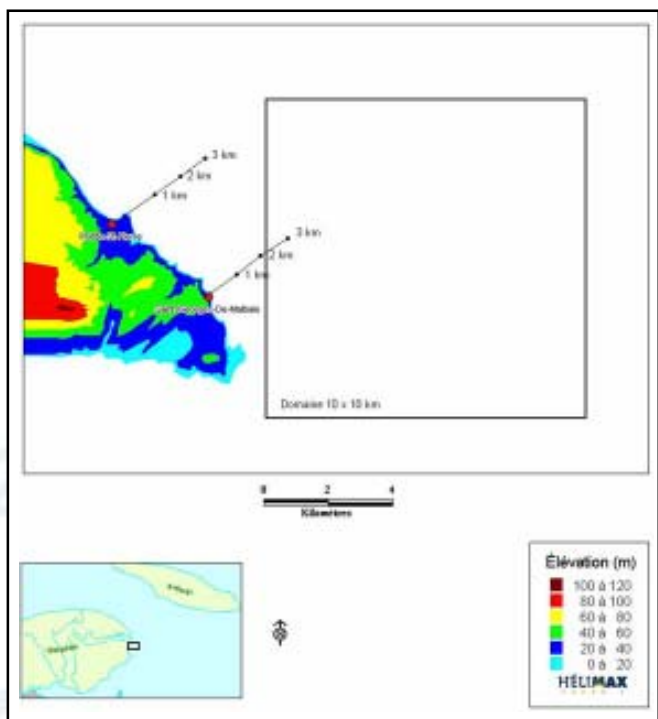 3 km
2 km
1 km
3 km
2 km
1 km
Domaine 10 x 10 km
0 2 4
Kilomètres
Élévation (m)
100 à 120
80 à 100
60 à 80
40 à 60
20 à 40
0 à 20
HÉLIMAX